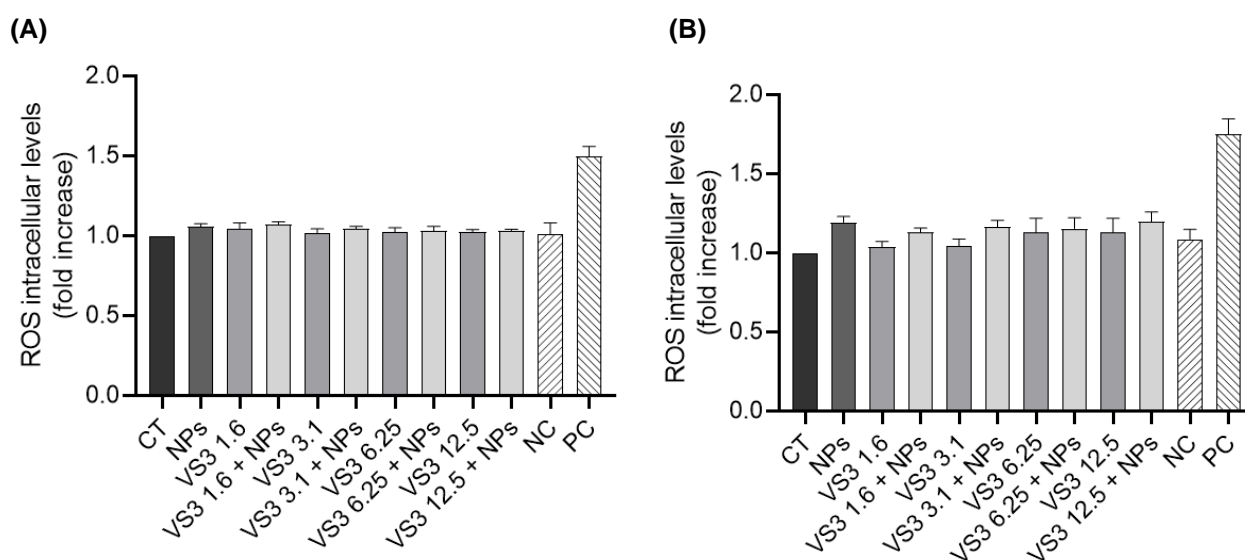 (A)
ROS intracellular levels
(fold increase)
2.0
1.5
1.0
0.5
0.0
CT
NPs
VS3 1.6
VS3 1.6 + NPs
VS3 3.1
VS3 3.1 + NPs
VS3 6.25
VS3 6.25 + NPs
VS3 12.5
VS3 12.5 + NPs
NC
PC
(B)
ROS intracellular levels
(fold increase)
2.0
1.5
1.0
0.5
0.0
CT
NPs
VS3 1.6
VS3 1.6 + NPs
VS3 3.1
VS3 3.1 + NPs
VS3 6.25
VS3 6.25 + NPs
VS3 12.5
VS3 12.5 + NPs
NC
PC